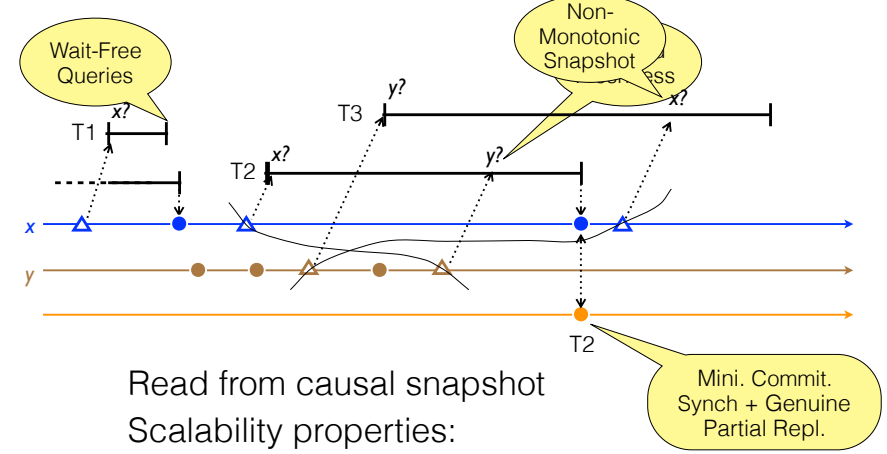 Wait-Free
Queries
Non-
Monotonic
Snapshot
ess
T1
x?
T2
x?
T3
y?
y?
x?
x
y
T2
Mini. Commit.
Synch + Genuine
Partial Repl.
Read from causal snapshot
Scalability properties: